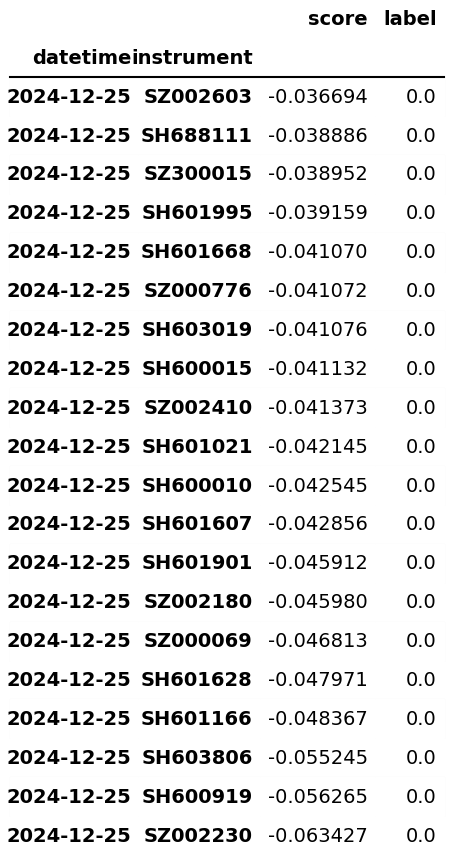 score label
datetime instrument
2024-12-25 SZ002603 -0.036694 0.0
2024-12-25 SH688111 -0.038886 0.0
2024-12-25 SZ300015 -0.038952 0.0
2024-12-25 SH601995 -0.039159 0.0
2024-12-25 SH601668 -0.041070 0.0
2024-12-25 SZ000776 -0.041072 0.0
2024-12-25 SH603019 -0.041076 0.0
2024-12-25 SH600015 -0.041132 0.0
2024-12-25 SZ002410 -0.041373 0.0
2024-12-25 SH601021 -0.042145 0.0
2024-12-25 SH600010 -0.042545 0.0
2024-12-25 SH601607 -0.042856 0.0
2024-12-25 SH601901 -0.045912 0.0
2024-12-25 SZ002180 -0.045980 0.0
2024-12-25 SZ000069 -0.046813 0.0
2024-12-25 SH601628 -0.047971 0.0
2024-12-25 SH601166 -0.048367 0.0
2024-12-25 SH603806 -0.055245 0.0
2024-12-25 SH600919 -0.056265 0.0
2024-12-25 SZ002230 -0.063427 0.0